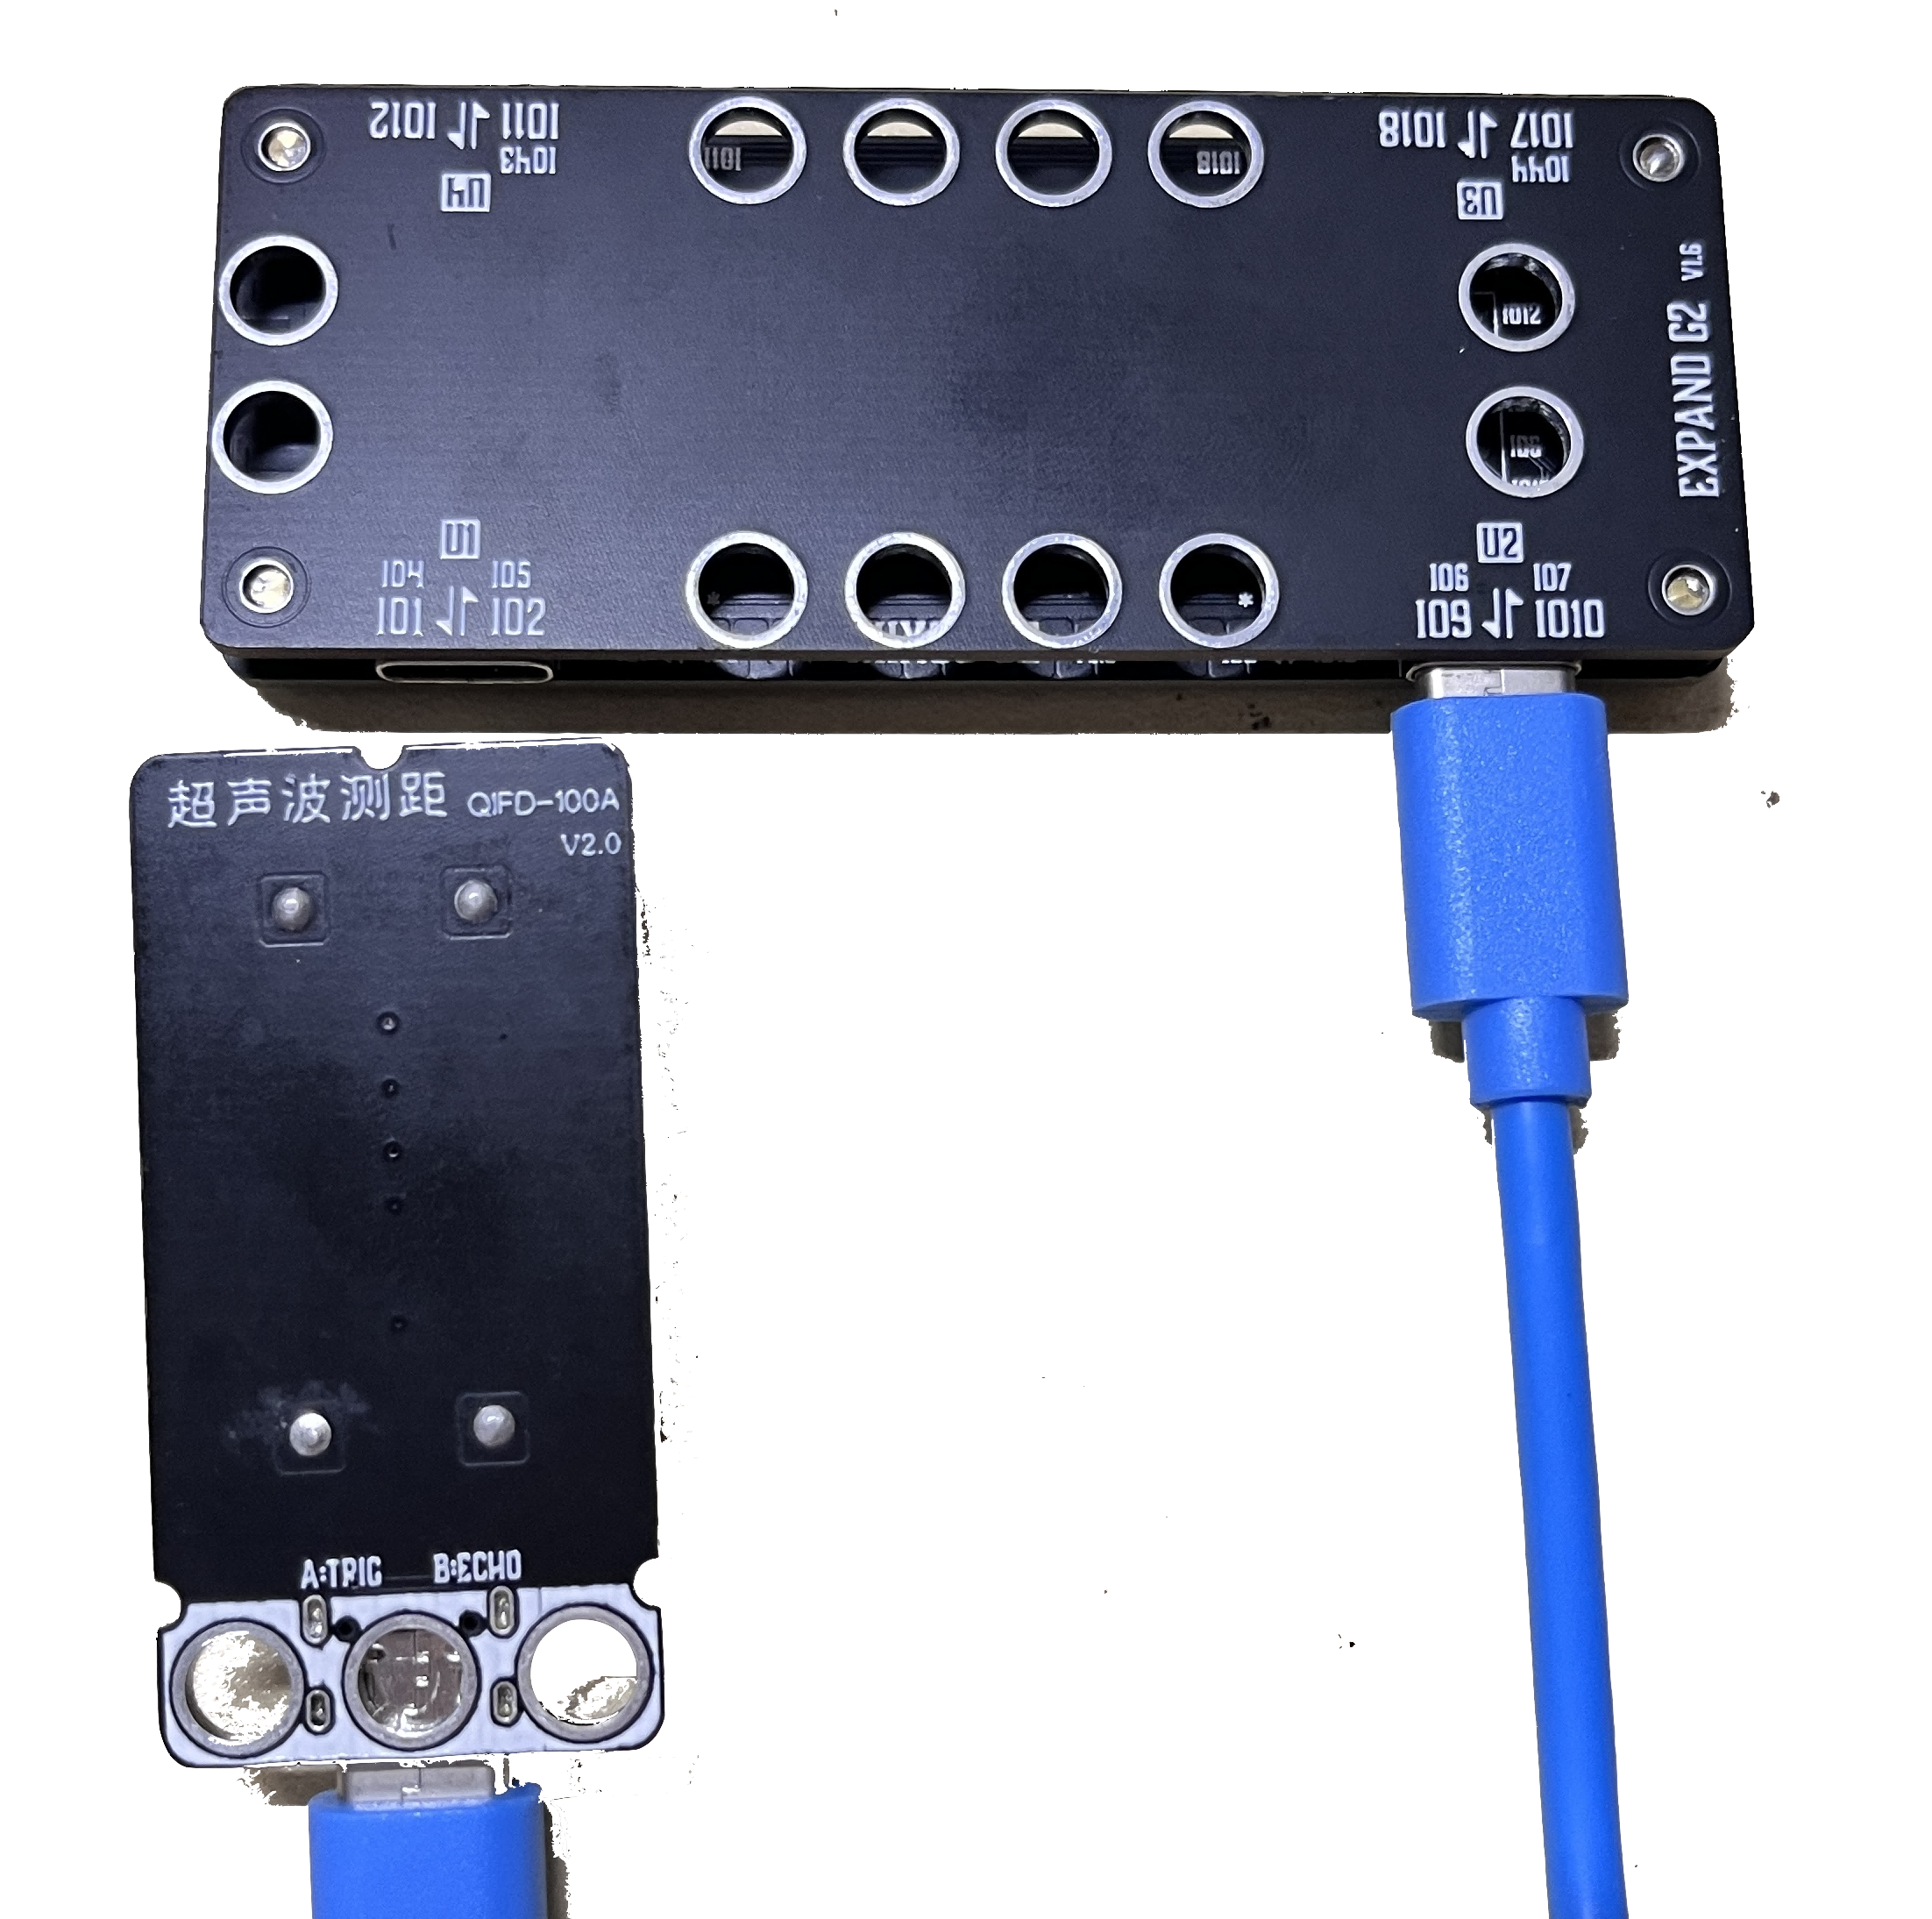 IO12 ⥮ IO11
IO43
U4
IO18 ⥮ IO17
IO44
U3
IO11
IO18
IO12
IO8
EXPAND G2 V1.6
U1
IO4 IO5
IO1 ⥮ IO2
U2
IO6 IO7
IO9 ⥮ IO10
超声波测距 QIFD-100A
V2.0
A:TRIG B:ECHO